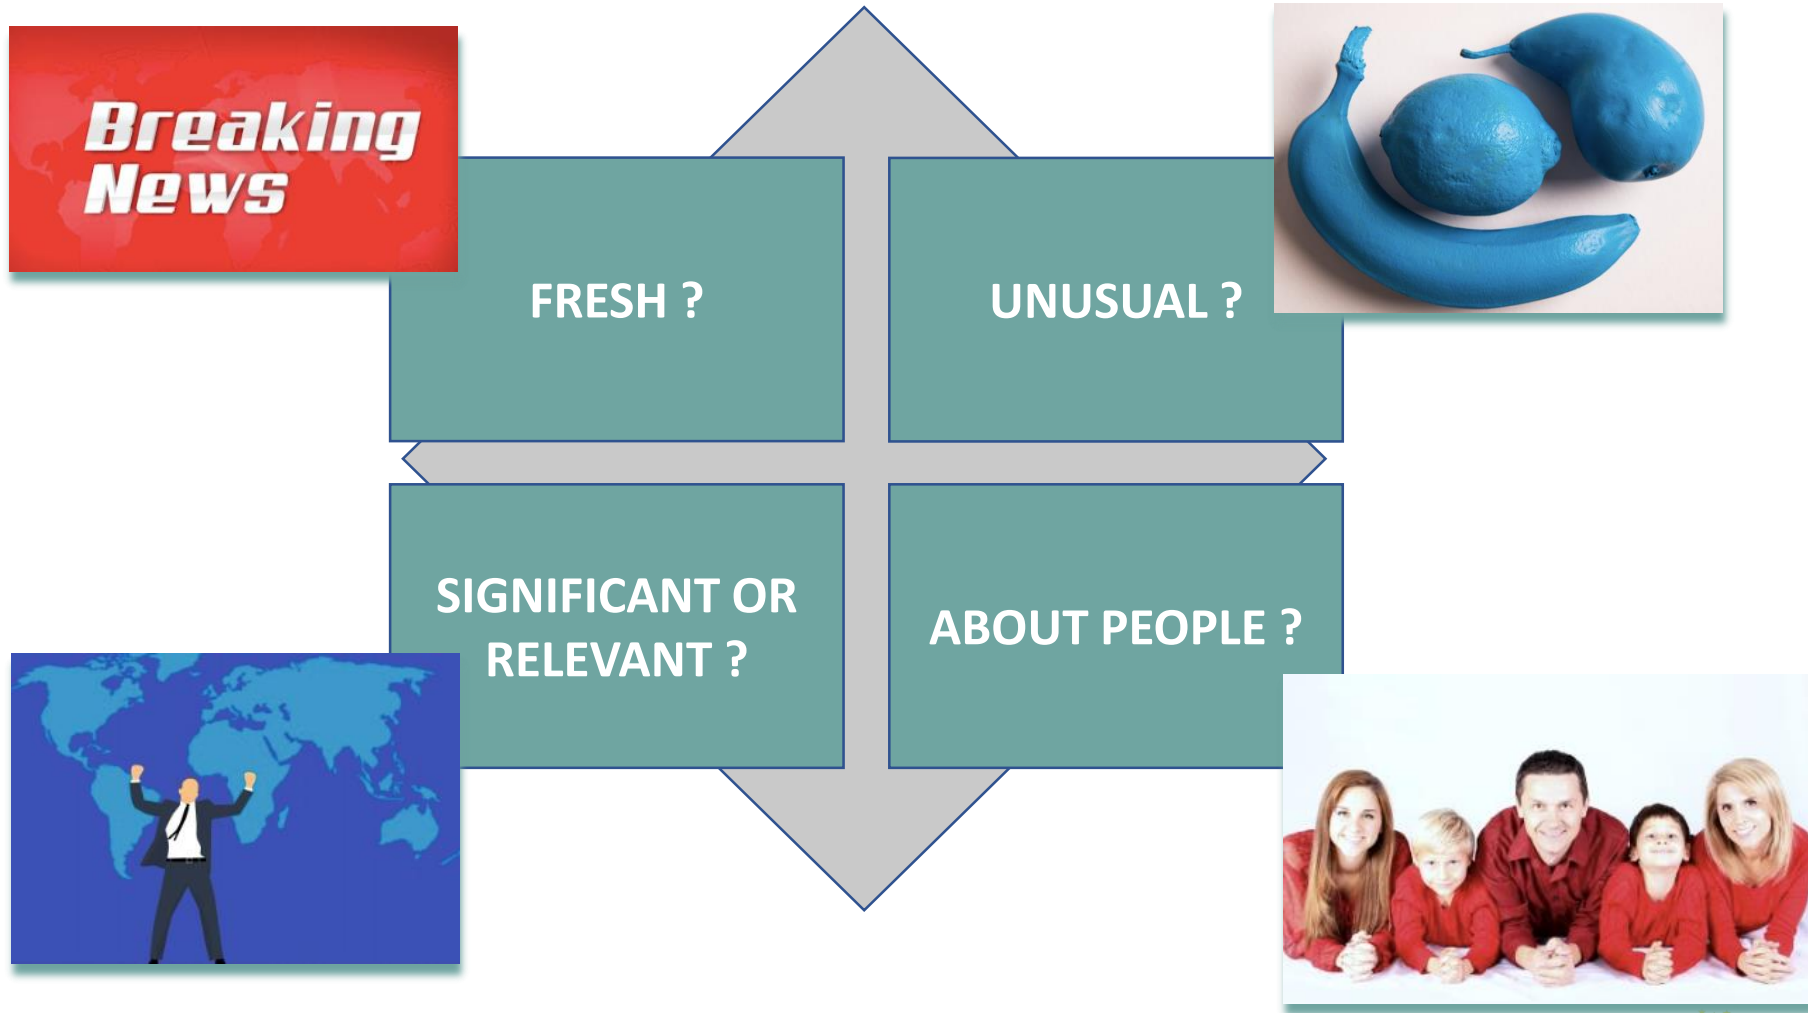 Breaking
News
FRESH ?
UNUSUAL ?
SIGNIFICANT OR
RELEVANT ?
ABOUT PEOPLE ?